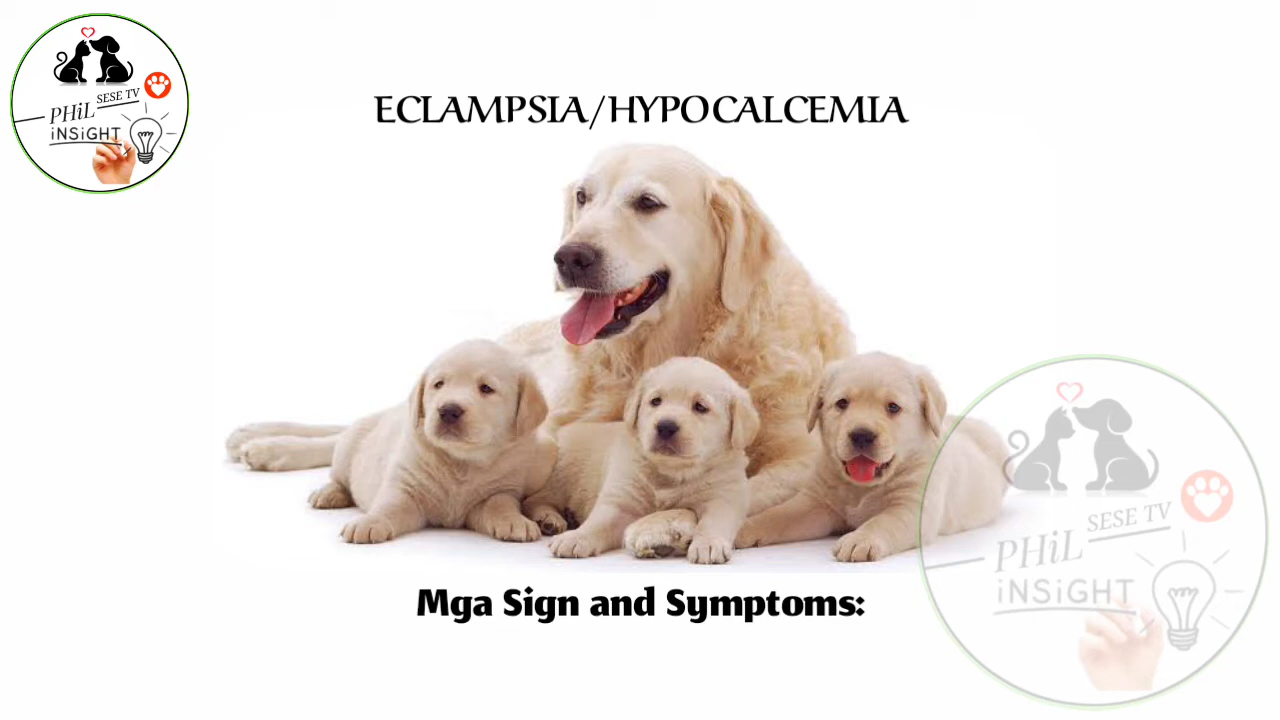 SESE TV
PHiL
iNSiGHT
ECLAMPSIA/HYPOCALCEMIA
SESE TV
PHiL
iNSiGHT
Mga Sign and Symptoms: